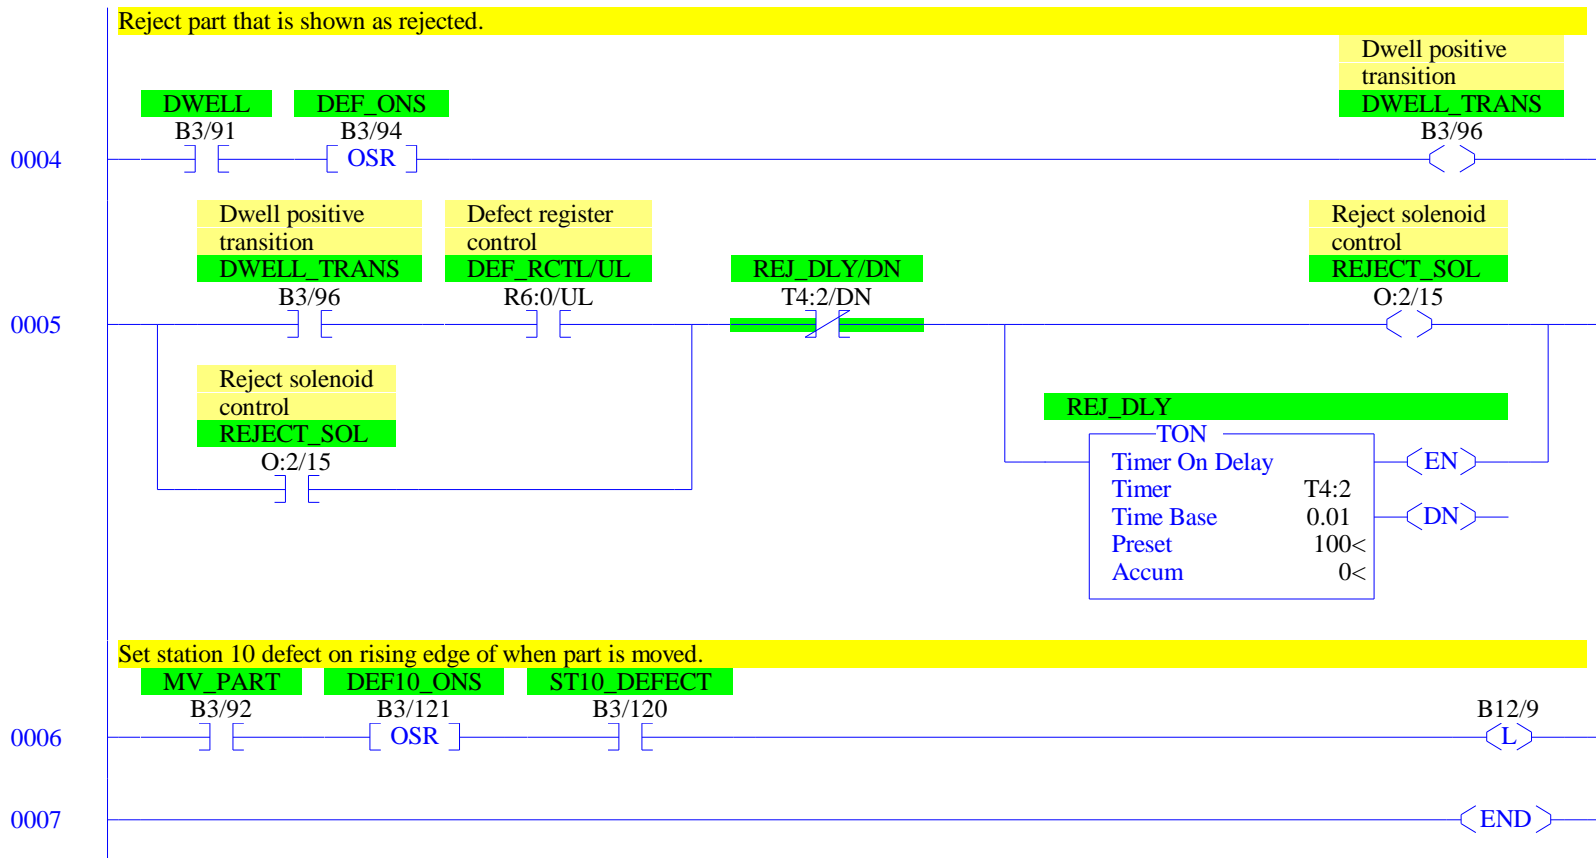 Reject part that is shown as rejected.
Dwell positive
transition
DWELL DEF_ONS DWELL_TRANS
B3/91 B3/94 B3/96
0004 OSR
Dwell positive Defect register Reject solenoid
transition control control
DWELL_TRANS DEF_RCTL/UL REJ_DLY/DN REJECT_SOL
B3/96 R6:0/UL T4:2/DN O:2/15
0005
Reject solenoid
control
REJECT_SOL
O:2/15
REJ_DLY
TON
Timer On Delay EN
Timer T4:2
Time Base 0.01 DN
Preset 100<
Accum 0<
Set station 10 defect on rising edge of when part is moved.
MV_PART DEF10_ONS ST10_DEFECT
B3/92 B3/121 B3/120 B12/9
0006 OSR L
0007 END